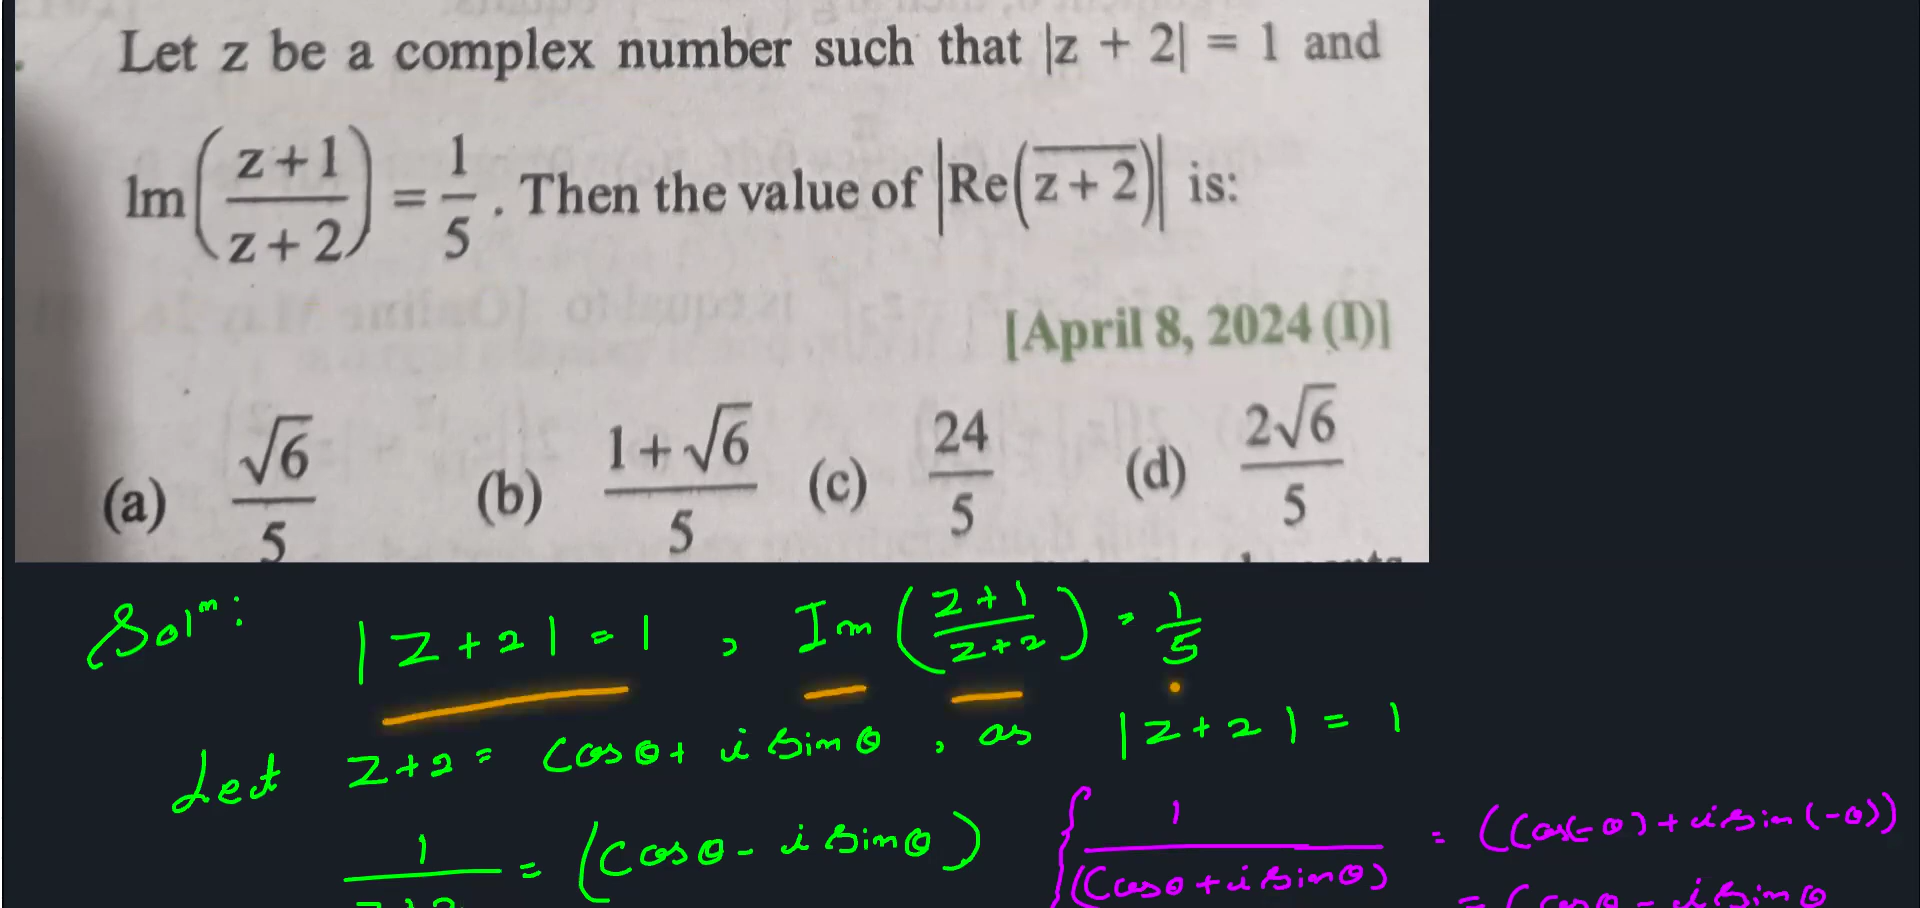 Let z be a complex number such that |z + 2| = 1 and
Im((z+1)/(z+2)) = 1/5. Then the value of |Re(\overline{z+2})| is:
[April 8, 2024 (I)]
(a) √6/5 (b) (1+√6)/5 (c) 24/5 (d) 2√6/5
Solⁿ: |z+2| = 1 , Im((z+1)/(z+2)) = 1/5
Let z+2 = cosθ + i sinθ , as |z+2| = 1
1/(z+2) = (cosθ - i sinθ) { 1/(cosθ + i sinθ) = (cos(-θ) + i sin(-θ))
= (cosθ - i sinθ